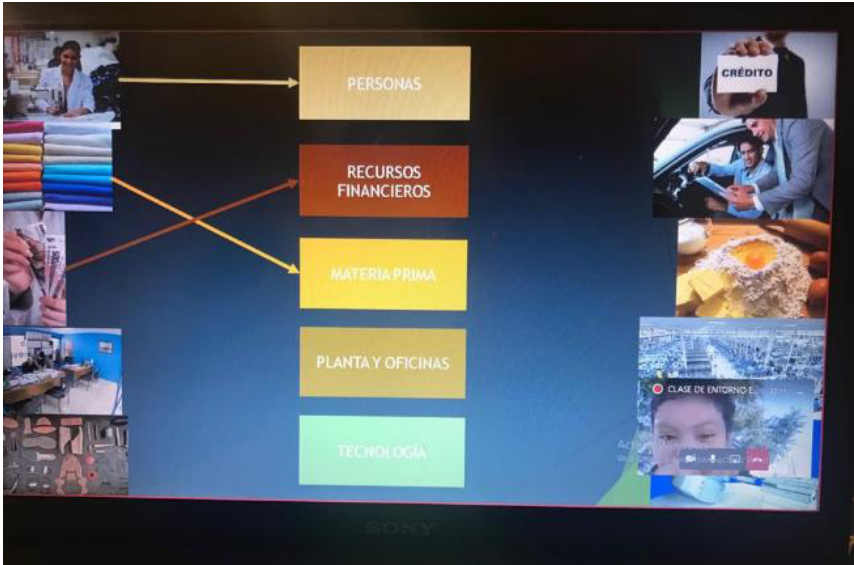 PERSONAS
CRÉDITO
RECURSOS
FINANCIEROS
MATERIA PRIMA
PLANTA Y OFICINAS
CLASE DE ENTORNO E
TECNOLOGÍA
SONY